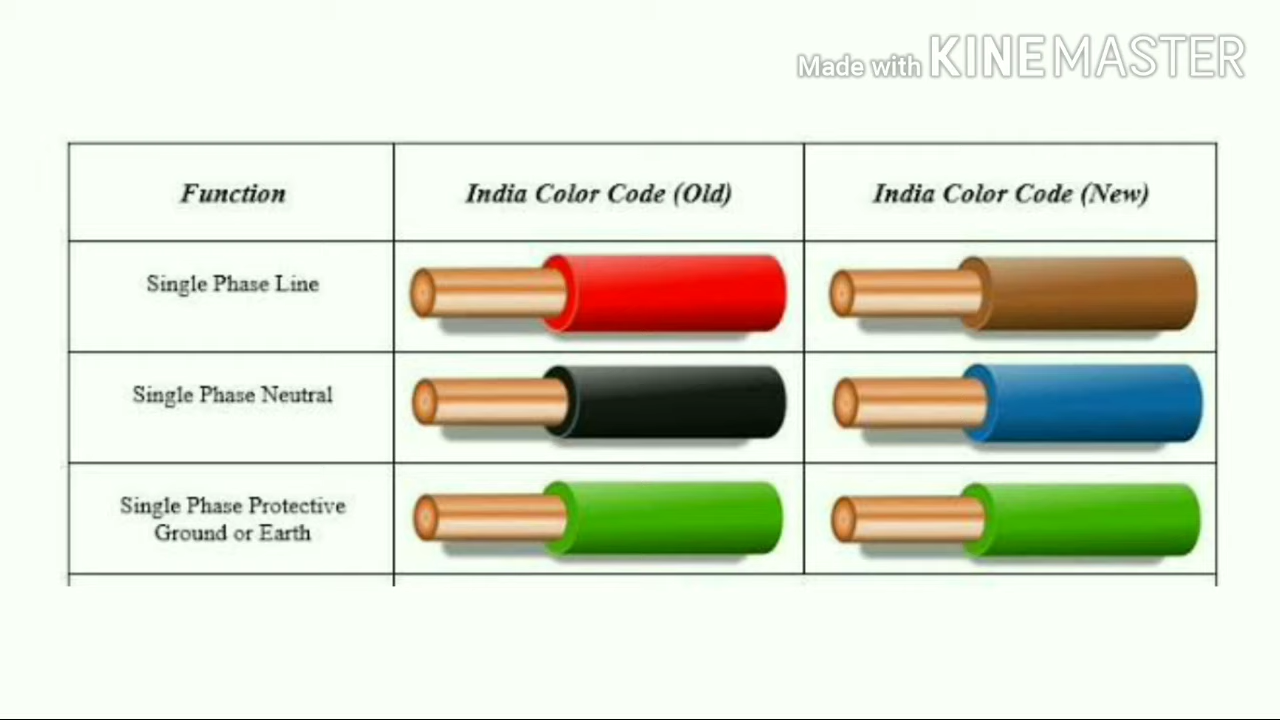 Made with KINEMASTER
Function
India Color Code (Old)
India Color Code (New)
Single Phase Line
Single Phase Neutral
Single Phase Protective
Ground or Earth